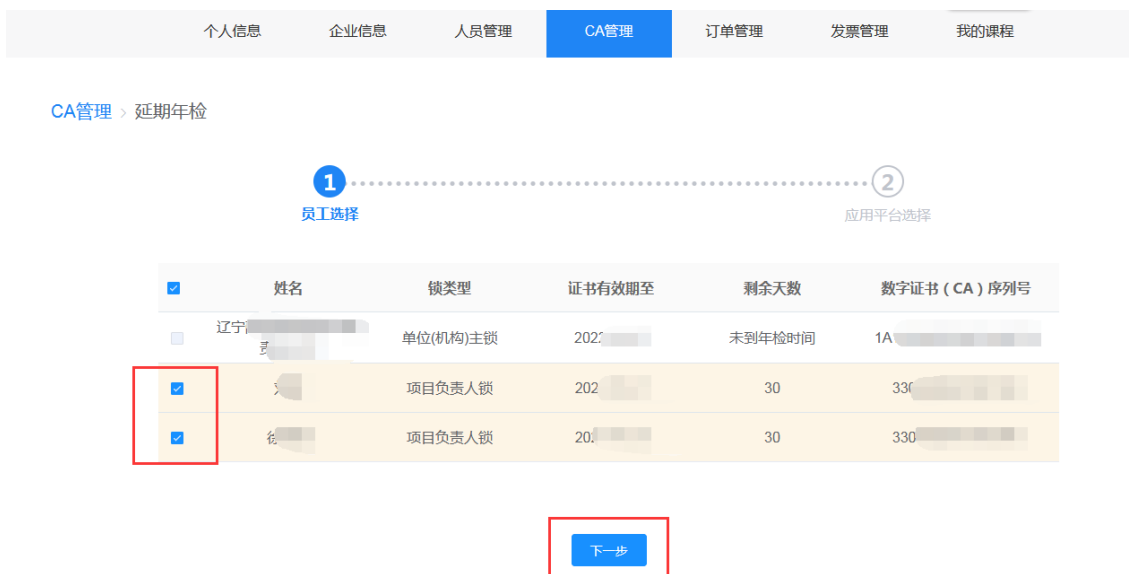 个人信息 企业信息 人员管理 CA管理 订单管理 发票管理 我的课程
CA管理 > 延期年检
1 2
员工选择 应用平台选择
姓名 锁类型 证书有效期至 剩余天数 数字证书（CA）序列号
辽宁 单位(机构)主锁 202 未到年检时间 1A
责
项目负责人锁 202 30 330
徐 项目负责人锁 202 30 330
下一步